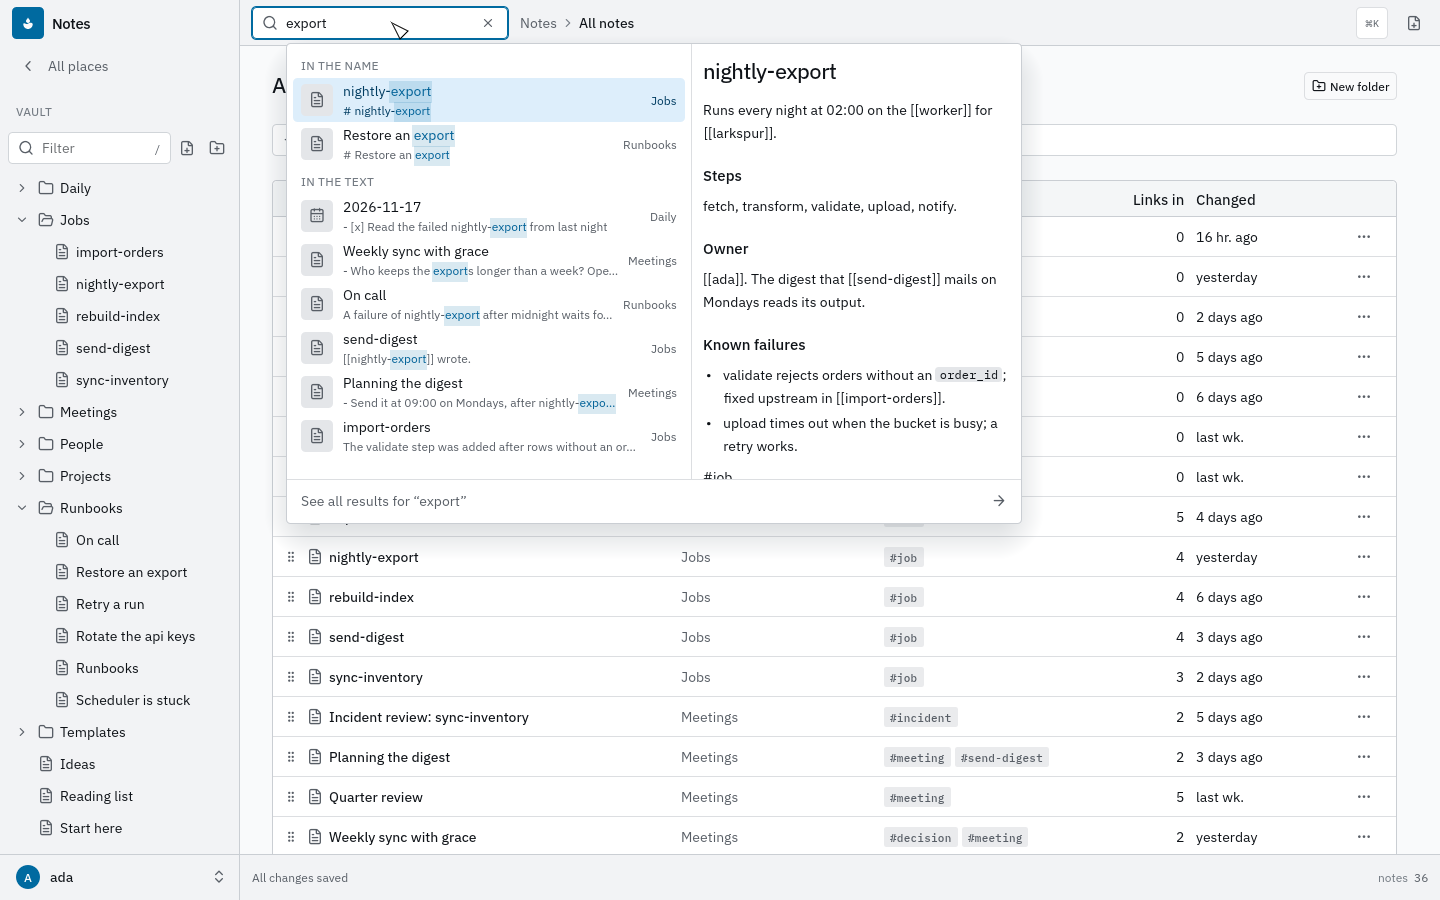 Notes
All places
VAULT
Filter /
Daily
Jobs
import-orders
nightly-export
rebuild-index
send-digest
sync-inventory
Meetings
People
Projects
Runbooks
On call
Restore an export
Retry a run
Rotate the api keys
Runbooks
Scheduler is stuck
Templates
Ideas
Reading list
Start here
A ada
export
Notes > All notes
⌘K
New folder
IN THE NAME
nightly-export
# nightly-export
Jobs
Restore an export
# Restore an export
Runbooks
IN THE TEXT
2026-11-17
- [x] Read the failed nightly-export from last night
Daily
Weekly sync with grace
- Who keeps the exports longer than a week? Ope…
Meetings
On call
A failure of nightly-export after midnight waits fo…
Runbooks
send-digest
[[nightly-export]] wrote.
Jobs
Planning the digest
- Send it at 09:00 on Mondays, after nightly-expo…
Meetings
import-orders
The validate step was added after rows without an or…
Jobs
See all results for “export”
nightly-export
Runs every night at 02:00 on the [[worker]] for
[[larkspur]].
Steps
fetch, transform, validate, upload, notify.
Owner
[[ada]]. The digest that [[send-digest]] mails on
Mondays reads its output.
Known failures
• validate rejects orders without an order_id;
fixed upstream in [[import-orders]].
• upload times out when the bucket is busy; a
retry works.
#job
Links in Changed
0 16 hr. ago
0 yesterday
0 2 days ago
0 5 days ago
0 6 days ago
0 last wk.
0 last wk.
5 4 days ago
nightly-export Jobs #job 4 yesterday
rebuild-index Jobs #job 4 6 days ago
send-digest Jobs #job 4 3 days ago
sync-inventory Jobs #job 3 2 days ago
Incident review: sync-inventory Meetings #incident 2 5 days ago
Planning the digest Meetings #meeting #send-digest 2 3 days ago
Quarter review Meetings #meeting 5 last wk.
Weekly sync with grace Meetings #decision #meeting 2 yesterday
All changes saved
notes 36